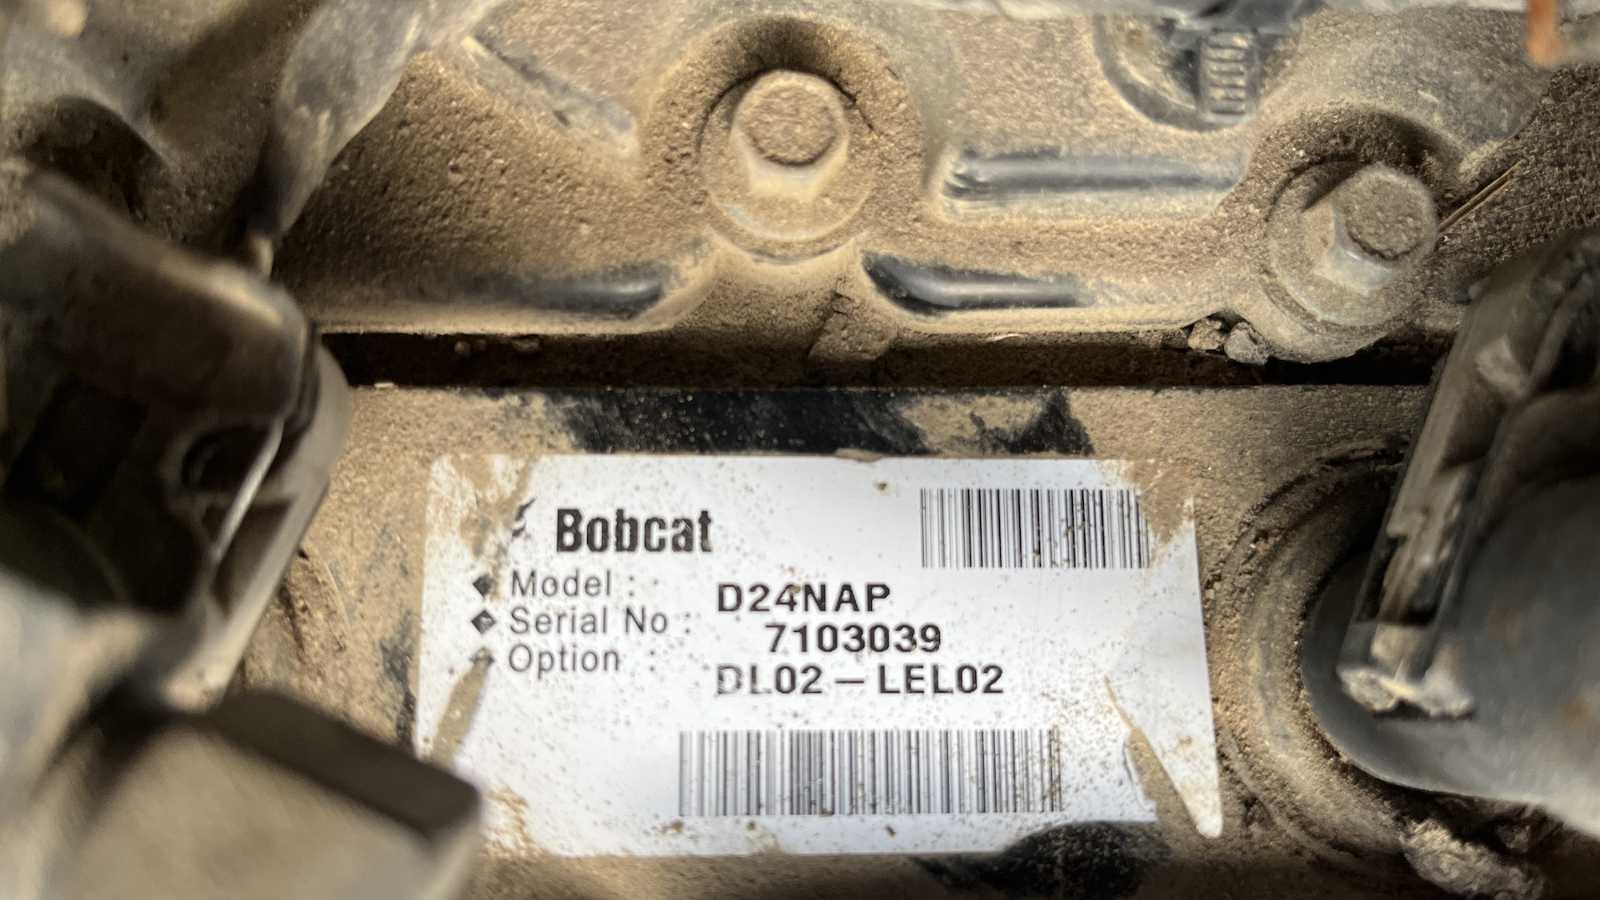 Bobcat
Model : D24NAP
Serial No : 7103039
Option : DL02 – LEL02